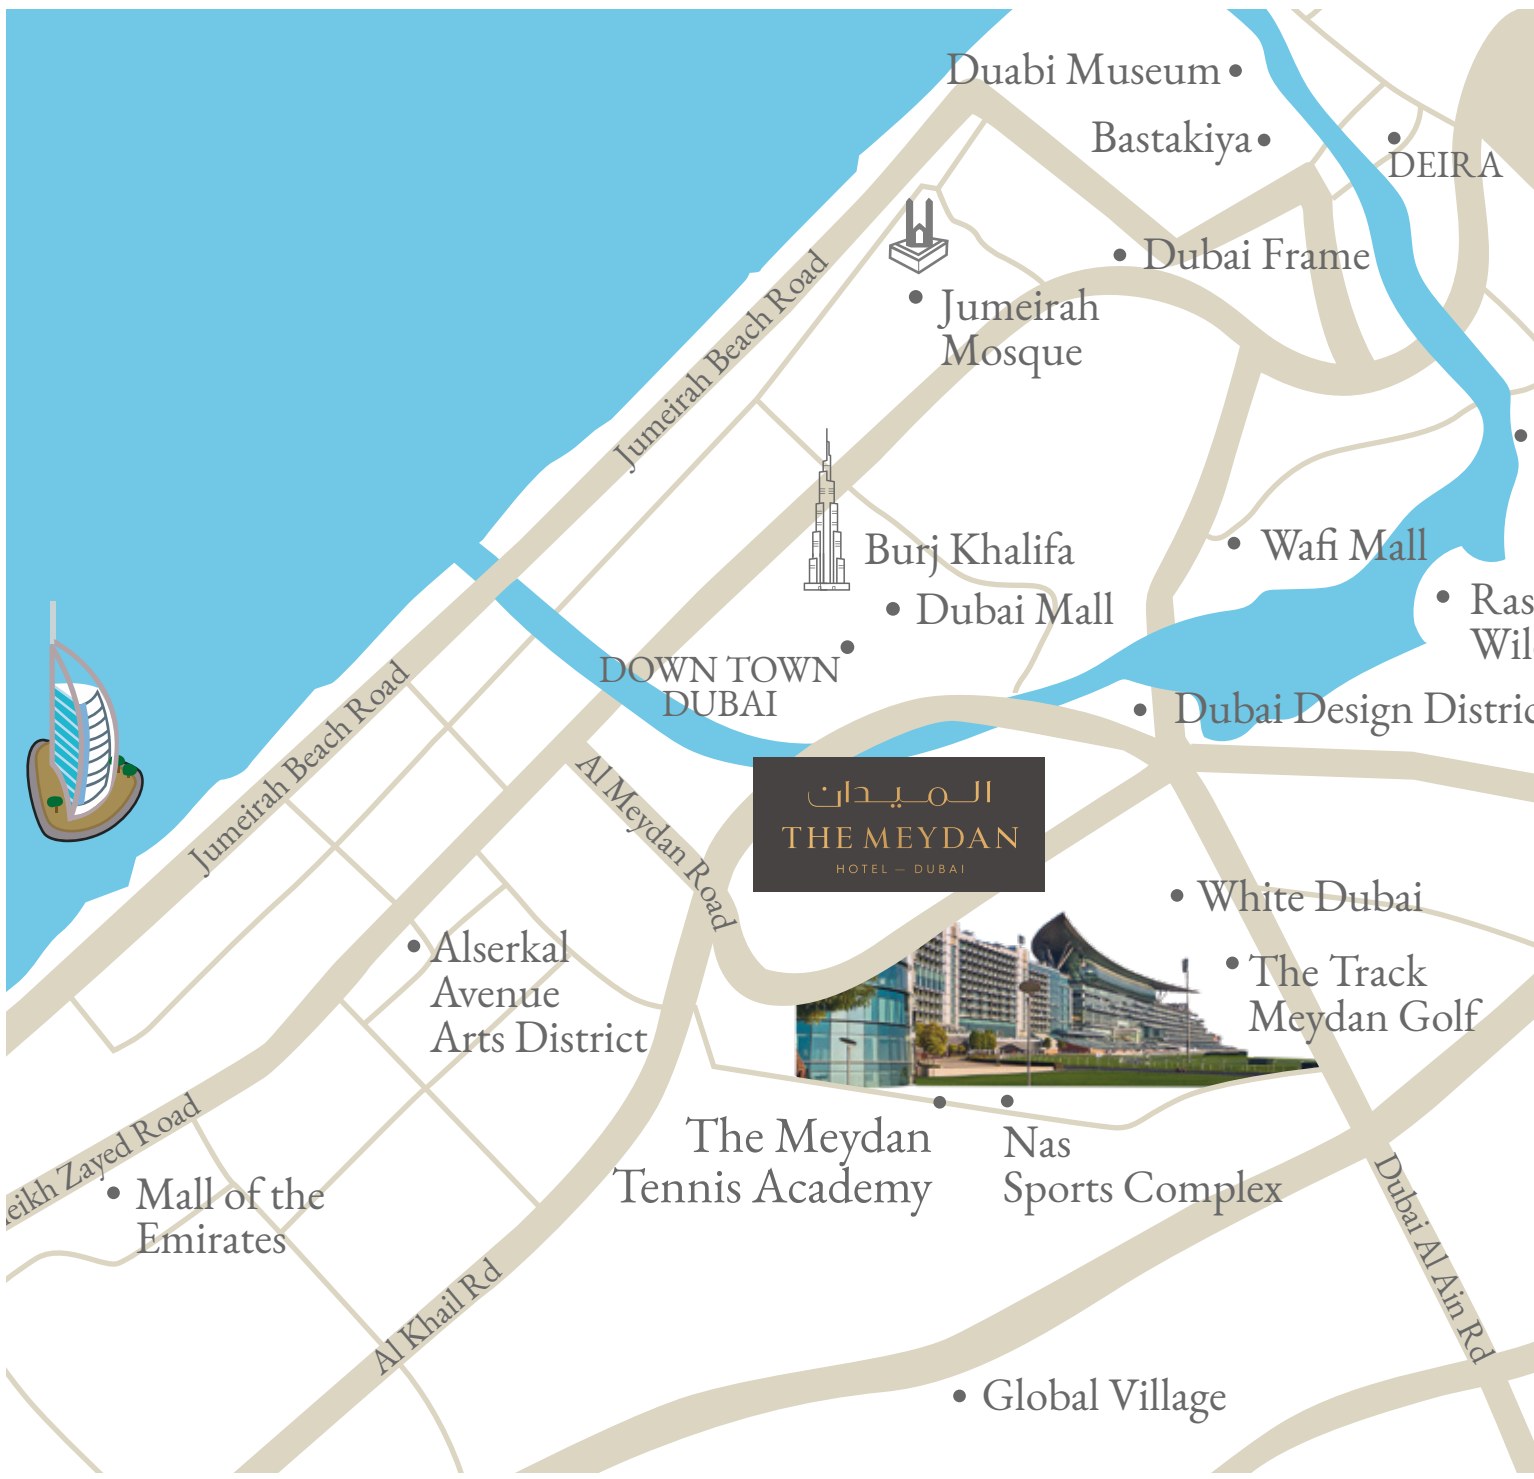 Duabi Museum
Bastakiya
DEIRA
Dubai Frame
Jumeirah Beach Road
Jumeirah
Mosque
Burj Khalifa
Wafi Mall
Dubai Mall
Ras
Wil
DOWN TOWN
DUBAI
Dubai Design Distric
Jumeirah Beach Road
Al Meydan Road
الميدان
THE MEYDAN
HOTEL — DUBAI
White Dubai
Alserkal
Avenue
Arts District
The Track
Meydan Golf
eikh Zayed Road
The Meydan
Tennis Academy
Nas
Sports Complex
Mall of the
Emirates
Dubai Al Ain Rd
Al Khail Rd
Global Village